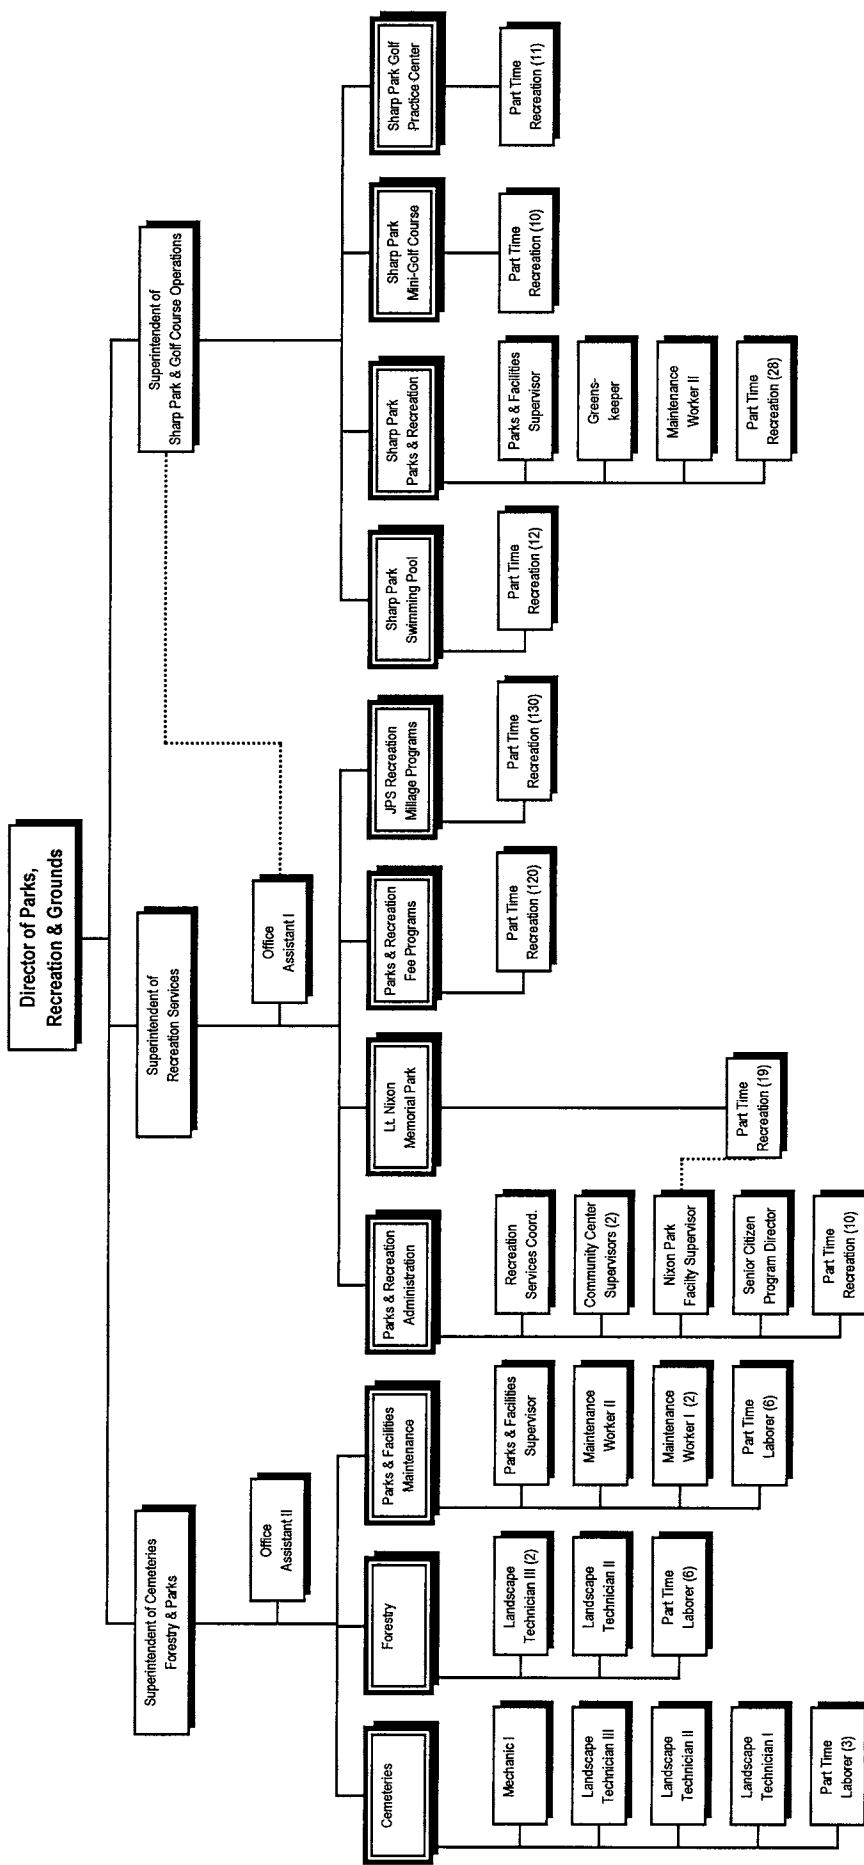 Director of Parks,
Recreation & Grounds
Superintendent of Cemeteries
Forestry & Parks
Superintendent of
Recreation Services
Superintendent of
Sharp Park & Golf Course Operations
Office
Assistant II
Office
Assistant I
Cemeteries
Mechanic I
Landscape
Technician III
Landscape
Technician II
Landscape
Technician I
Part Time
Laborer (3)
Forestry
Landscape
Technician III (2)
Landscape
Technician II
Part Time
Laborer (6)
Parks & Facilities
Maintenance
Parks & Facilities
Supervisor
Maintenance
Worker II
Maintenance
Worker I (2)
Part Time
Laborer (6)
Parks & Recreation
Administration
Recreation
Services Coord.
Community Center
Supervisors (2)
Nixon Park
Facilty Supervisor
Senior Citizen
Program Director
Part Time
Recreation (10)
Lt. Nixon
Memorial Park
Part Time
Recreation (19)
Parks & Recreation
Fee Programs
Part Time
Recreation (120)
JPS Recreation
Millage Programs
Part Time
Recreation (130)
Sharp Park
Swimming Pool
Part Time
Recreation (12)
Sharp Park
Parks & Recreation
Parks & Facilities
Supervisor
Greens-
keeper
Maintenance
Worker II
Part Time
Recreation (28)
Sharp Park
Mini-Golf Course
Part Time
Recreation (10)
Sharp Park Golf
Practice Center
Part Time
Recreation (11)